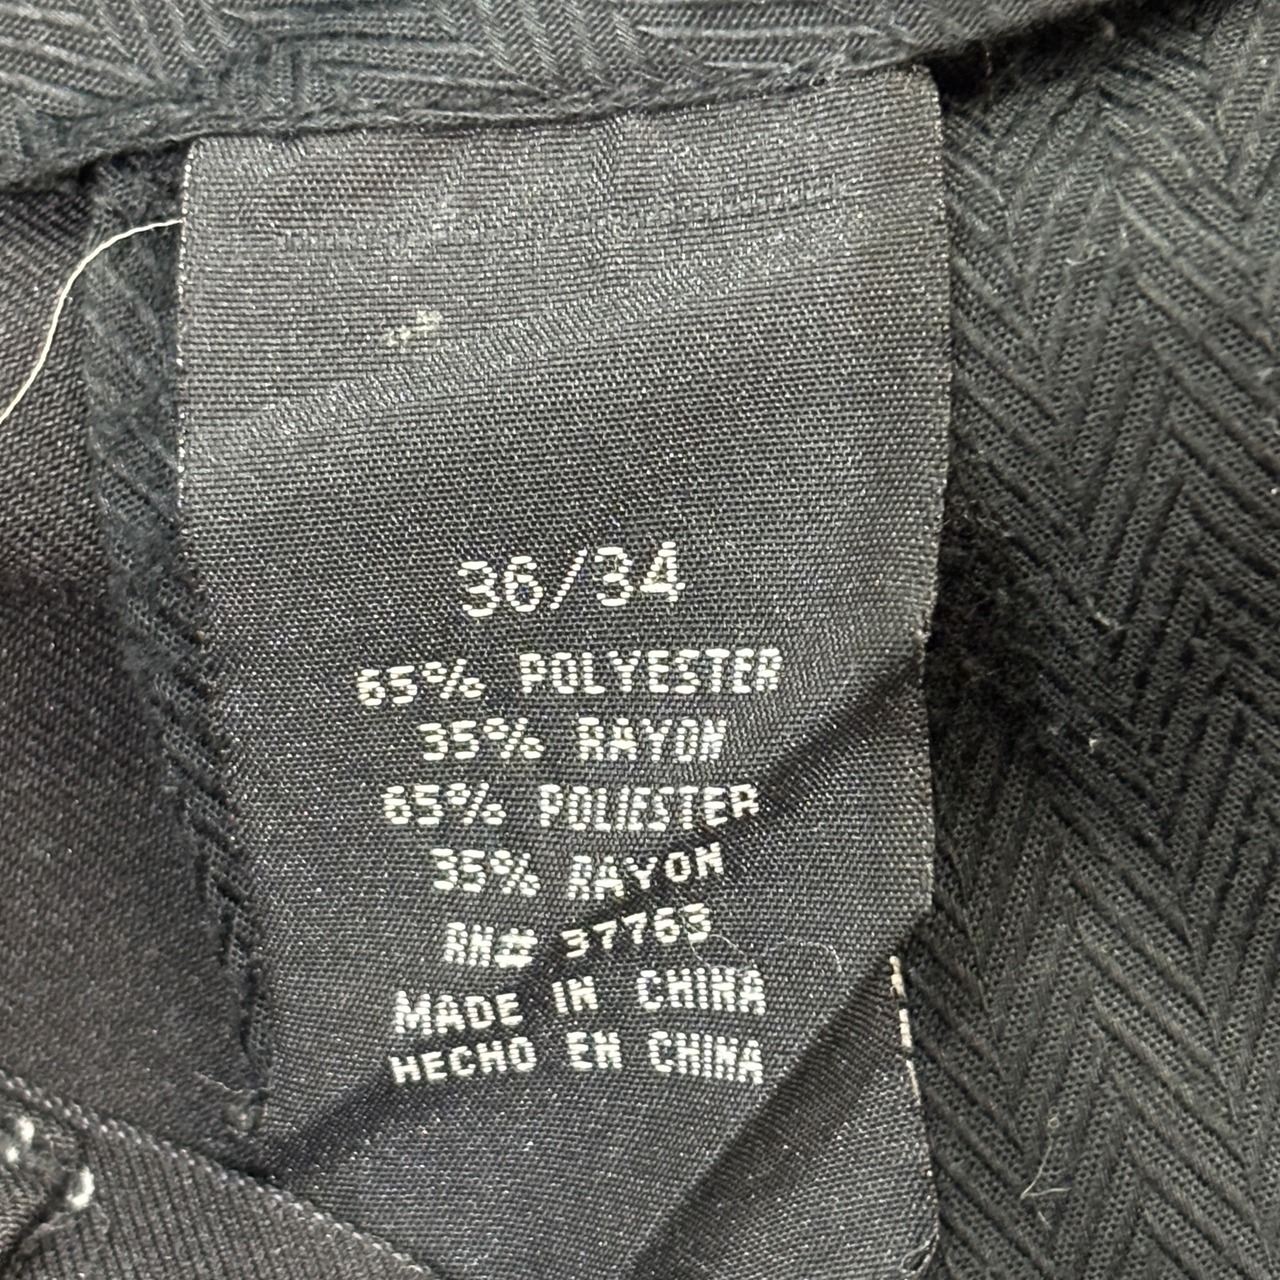 36/34
65% POLYESTER
35% RAYON
65% POLIESTER
35% RAYON
RN# 37763
MADE IN CHINA
HECHO EN CHINA